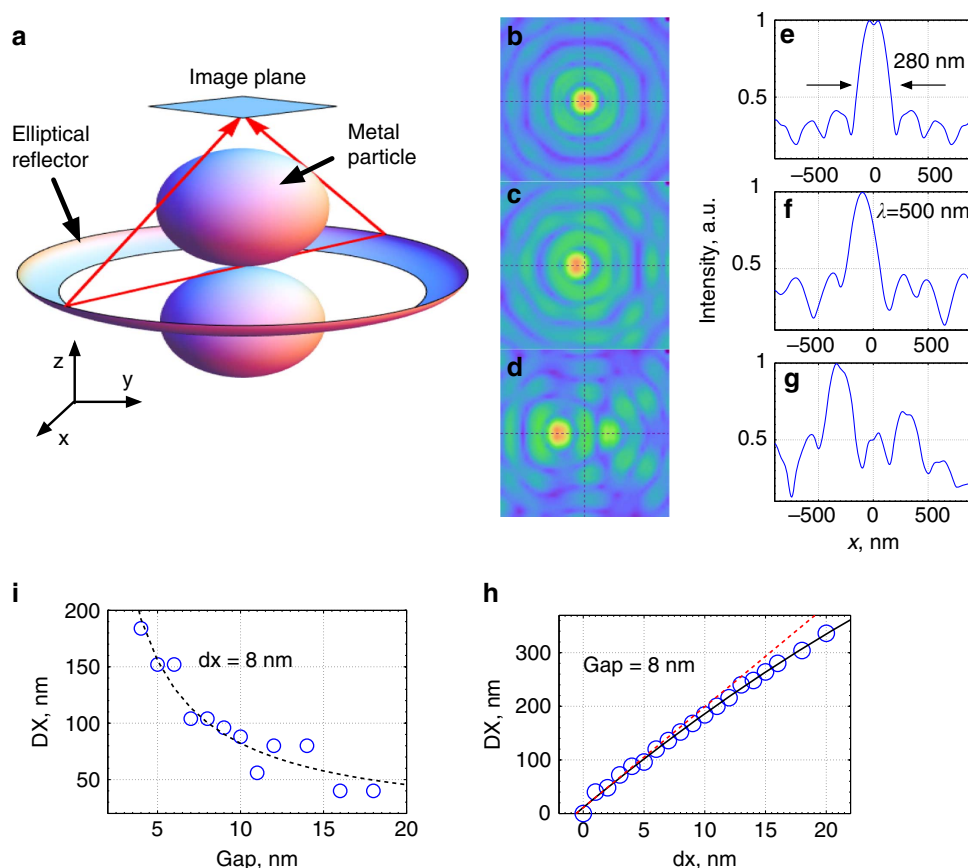 a
Image plane
Elliptical
reflector
Metal
particle
z
y
x
b
c
d
e
1
0.5
280 nm
–500
0
500
f
1
0.5
λ=500 nm
–500
0
500
g
1
0.5
–500
0
500
Intensity, a.u.
x, nm
i
200
150
100
50
DX, nm
dx = 8 nm
5
10
15
20
Gap, nm
h
300
200
100
0
DX, nm
Gap = 8 nm
0
5
10
15
20
dx, nm